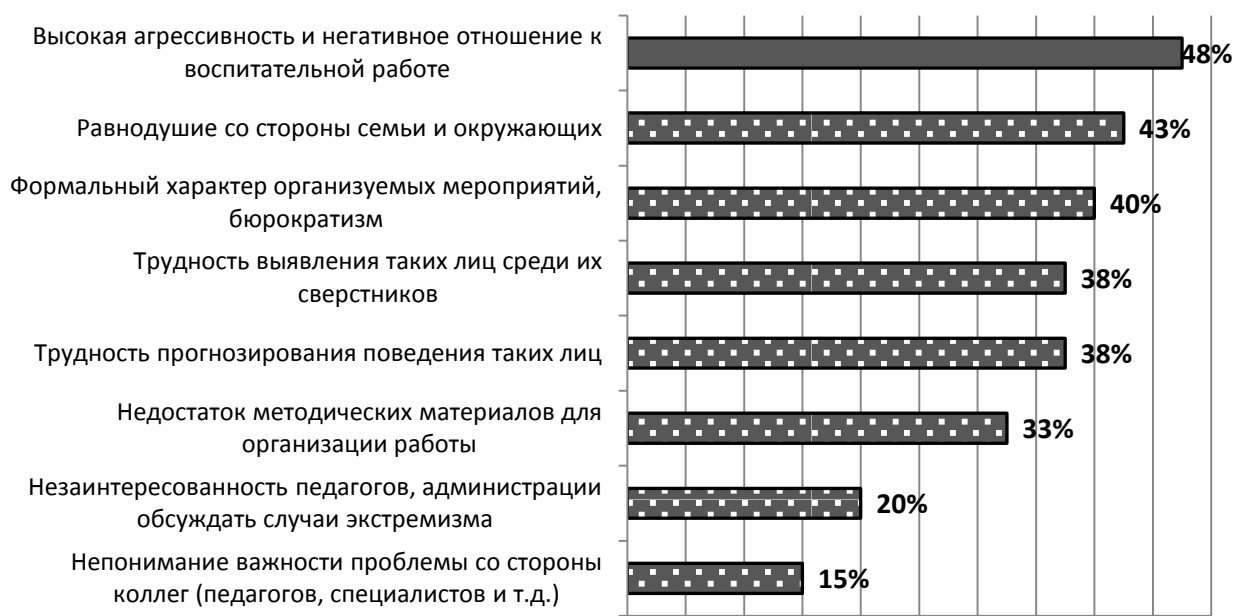 Высокая агрессивность и негативное отношение к
воспитательной работе
48%
Равнодушие со стороны семьи и окружающих
43%
Формальный характер организуемых мероприятий,
бюрократизм
40%
Трудность выявления таких лиц среди их
сверстников
38%
Трудность прогнозирования поведения таких лиц
38%
Недостаток методических материалов для
организации работы
33%
Незаинтересованность педагогов, администрации
обсуждать случаи экстремизма
20%
Непонимание важности проблемы со стороны
коллег (педагогов, специалистов и т.д.)
15%